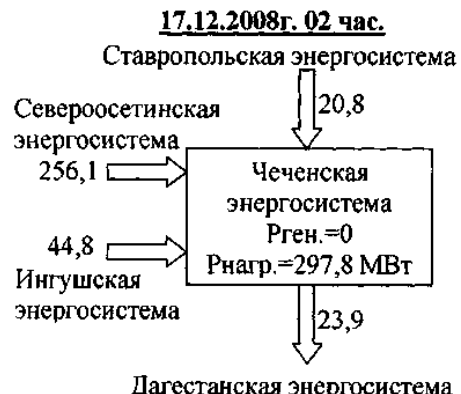 17.12.2008г. 02 час.
Ставропольская энергосистема
20,8
Североосетинская
энергосистема
256,1
Чеченская
энергосистема
Рген.=0
Рнагр.=297,8 МВт
44,8
Ингушская
энергосистема
23,9
Дагестанская энергосистема